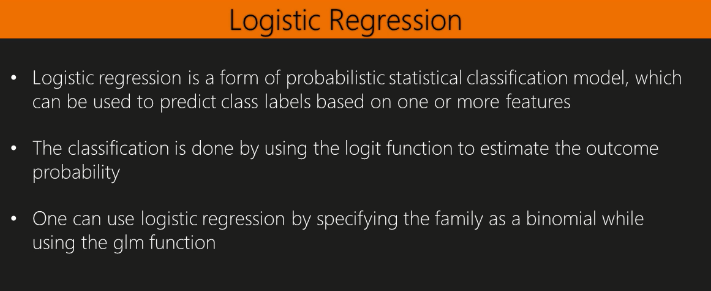 Logistic Regression
• Logistic regression is a form of probabilistic statistical classification model, which
can be used to predict class labels based on one or more features
• The classification is done by using the logit function to estimate the outcome
probability
• One can use logistic regression by specifying the family as a binomial while
using the glm function